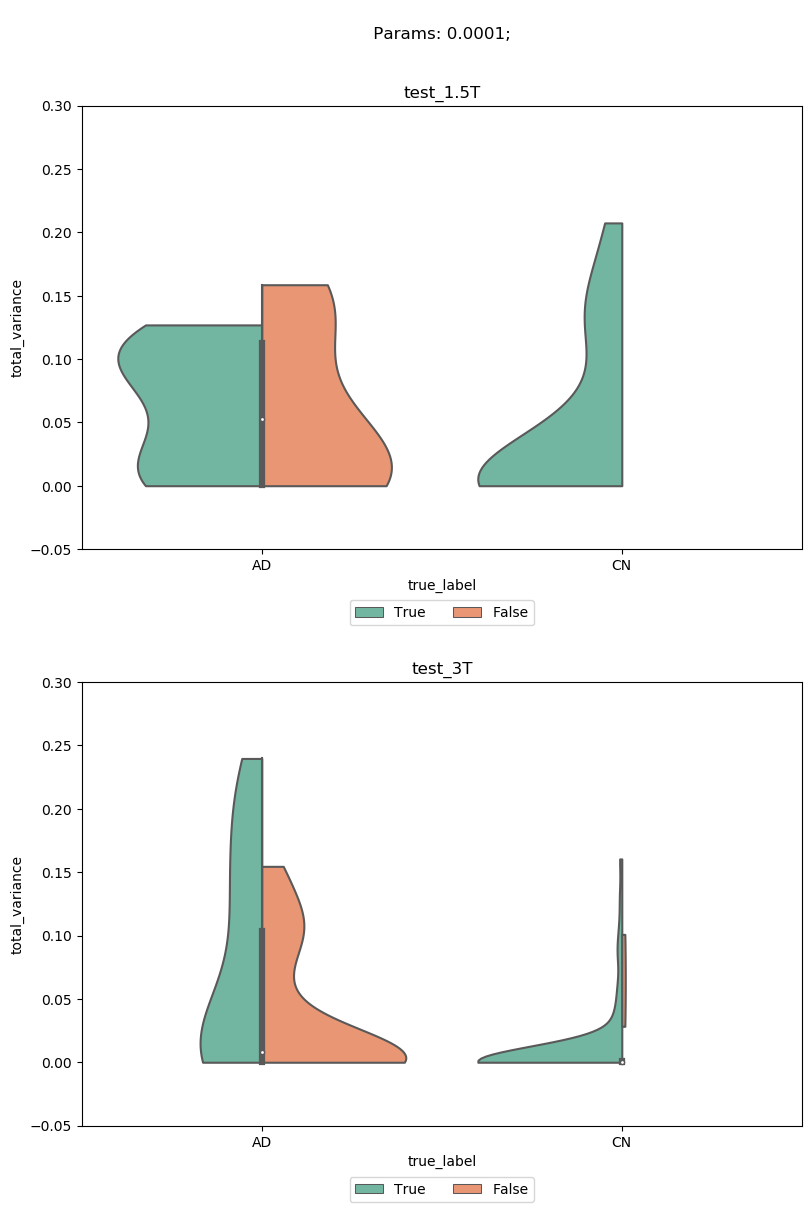 Params: 0.0001;
test_1.5T
0.30
0.25
0.20
0.15
0.10
0.05
0.00
−0.05
total_variance
AD CN
true_label
True False
test_3T
0.30
0.25
0.20
0.15
0.10
0.05
0.00
−0.05
total_variance
AD CN
true_label
True False